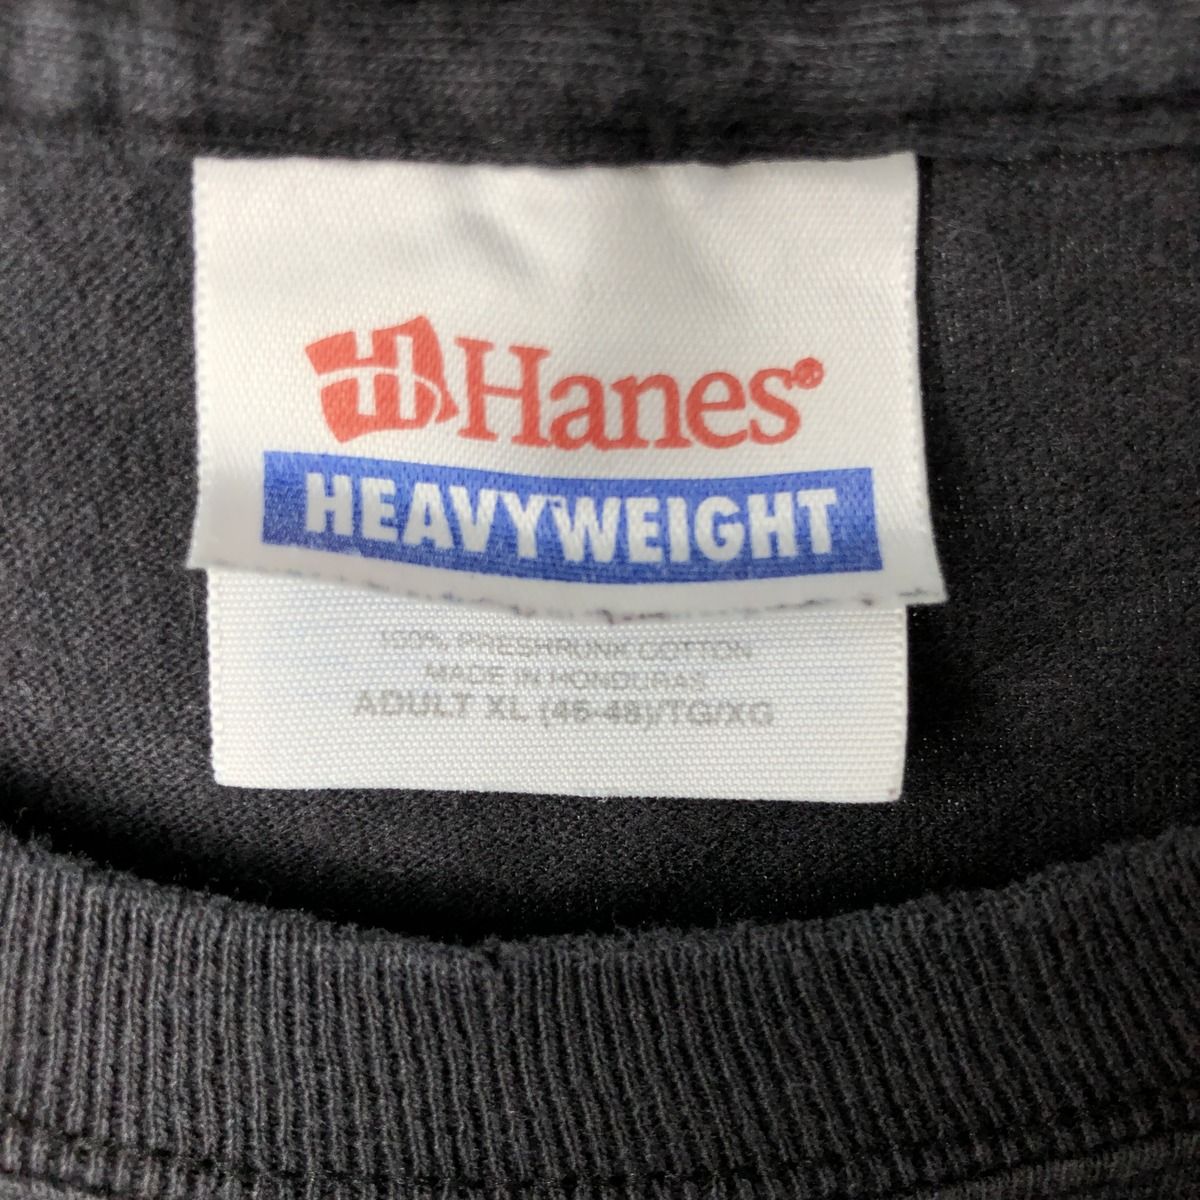 H Hanes®
HEAVYWEIGHT
100% PRESHRUNK COTTON
MADE IN HONDURAS
ADULT XL (46-48)/TG/XG